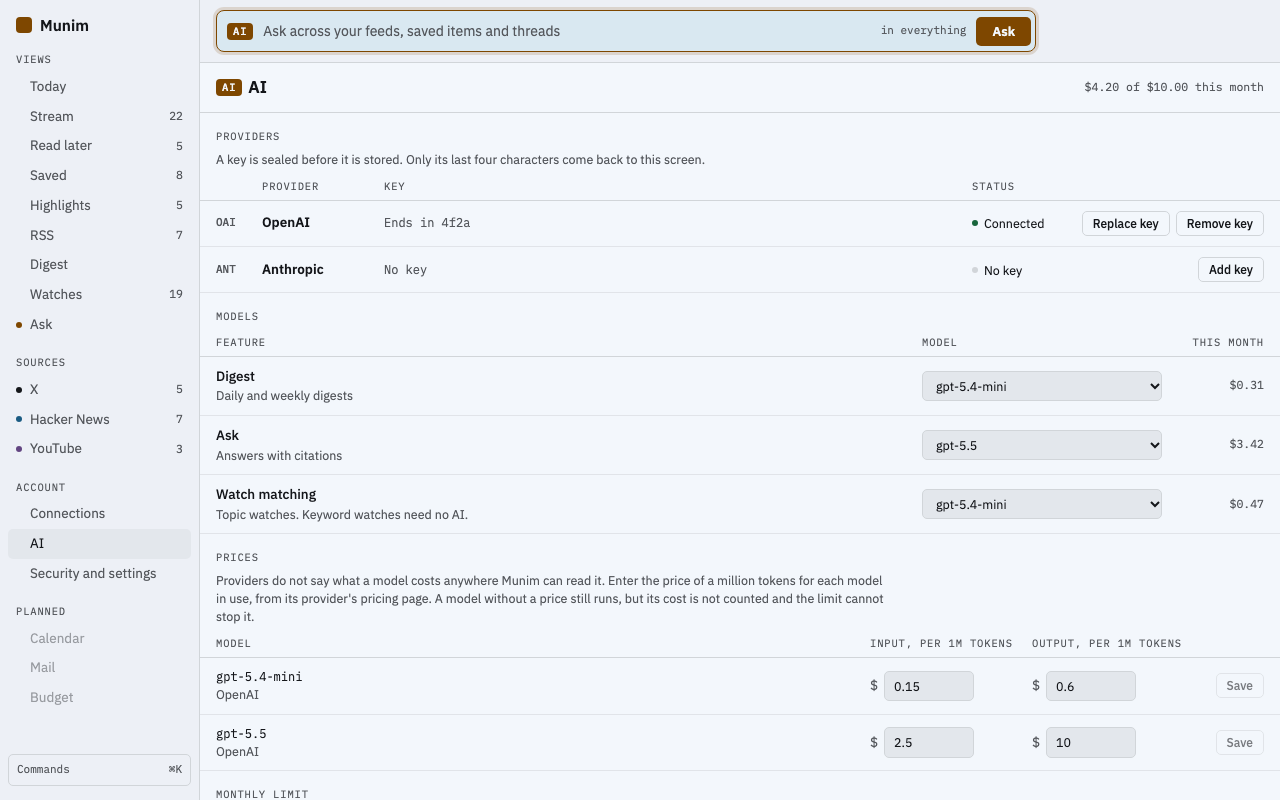 Munim
VIEWS
Today
Stream 22
Read later 5
Saved 8
Highlights 5
RSS 7
Digest
Watches 19
Ask
SOURCES
X 5
Hacker News 7
YouTube 3
ACCOUNT
Connections
AI
Security and settings
PLANNED
Calendar
Mail
Budget
Commands ⌘K
AI Ask across your feeds, saved items and threads in everything Ask
AI AI $4.20 of $10.00 this month
PROVIDERS
A key is sealed before it is stored. Only its last four characters come back to this screen.
PROVIDER KEY STATUS
OAI OpenAI Ends in 4f2a Connected Replace key Remove key
ANT Anthropic No key No key Add key
MODELS
FEATURE MODEL THIS MONTH
Digest
Daily and weekly digests
gpt-5.4-mini $0.31
Ask
Answers with citations
gpt-5.5 $3.42
Watch matching
Topic watches. Keyword watches need no AI.
gpt-5.4-mini $0.47
PRICES
Providers do not say what a model costs anywhere Munim can read it. Enter the price of a million tokens for each model
in use, from its provider's pricing page. A model without a price still runs, but its cost is not counted and the limit cannot
stop it.
MODEL INPUT, PER 1M TOKENS OUTPUT, PER 1M TOKENS
gpt-5.4-mini
OpenAI
$ 0.15 $ 0.6 Save
gpt-5.5
OpenAI
$ 2.5 $ 10 Save
MONTHLY LIMIT